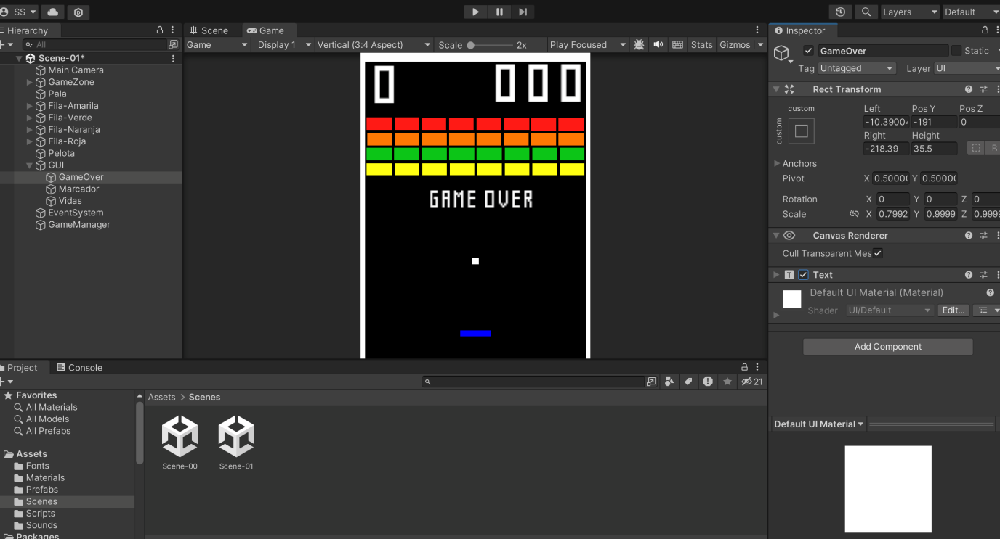 SS
Layers
Default
Hierarchy
Scene
Game
Inspector
All
Game
Display 1
Vertical (3:4 Aspect)
Scale
2x
Play Focused
Stats
Gizmos
Scene-01*
Main Camera
GameZone
Pala
Fila-Amarila
Fila-Verde
Fila-Naranja
Fila-Roja
Pelota
GUI
GameOver
Marcador
Vidas
EventSystem
GameManager
0
0 0 0
GAME OVER
GameOver
Static
Tag
Untagged
Layer
UI
Rect Transform
custom
custom
Left
Pos Y
Pos Z
-10.3900
-191
0
Right
Height
-218.39
35.5
R
Anchors
Pivot
X
0.5000
Y
0.5000
Rotation
X
0
Y
0
Z
0
Scale
X
0.7992
Y
0.9999
Z
0.9999
Canvas Renderer
Cull Transparent Mes
Text
Default UI Material (Material)
Shader
UI/Default
Edit...
Add Component
Default UI Material
Project
Console
21
Favorites
All Materials
All Models
All Prefabs
Assets
Fonts
Materials
Prefabs
Scenes
Scripts
Sounds
Packages
Assets > Scenes
Scene-00
Scene-01